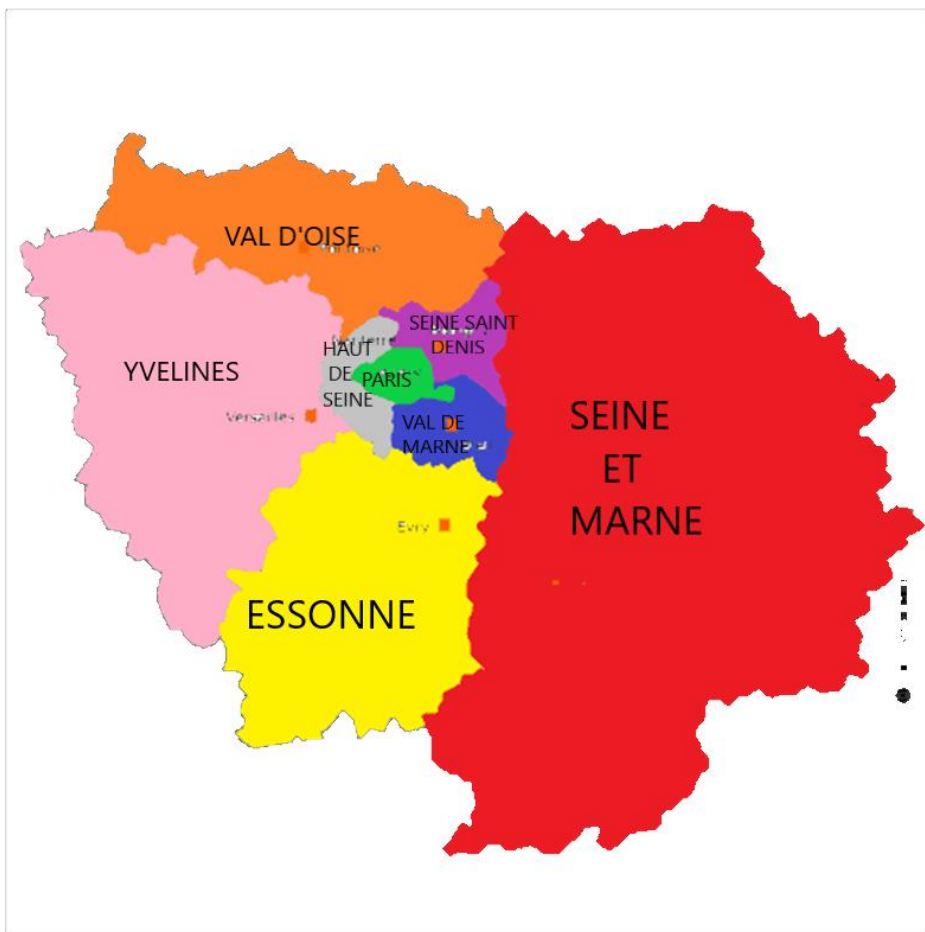 VAL D'OISE
SEINE SAINT
DENIS
HAUT
DE
SEINE
PARIS
YVELINES
VAL DE
MARNE
SEINE
ET
MARNE
Versailles
Evry
ESSONNE